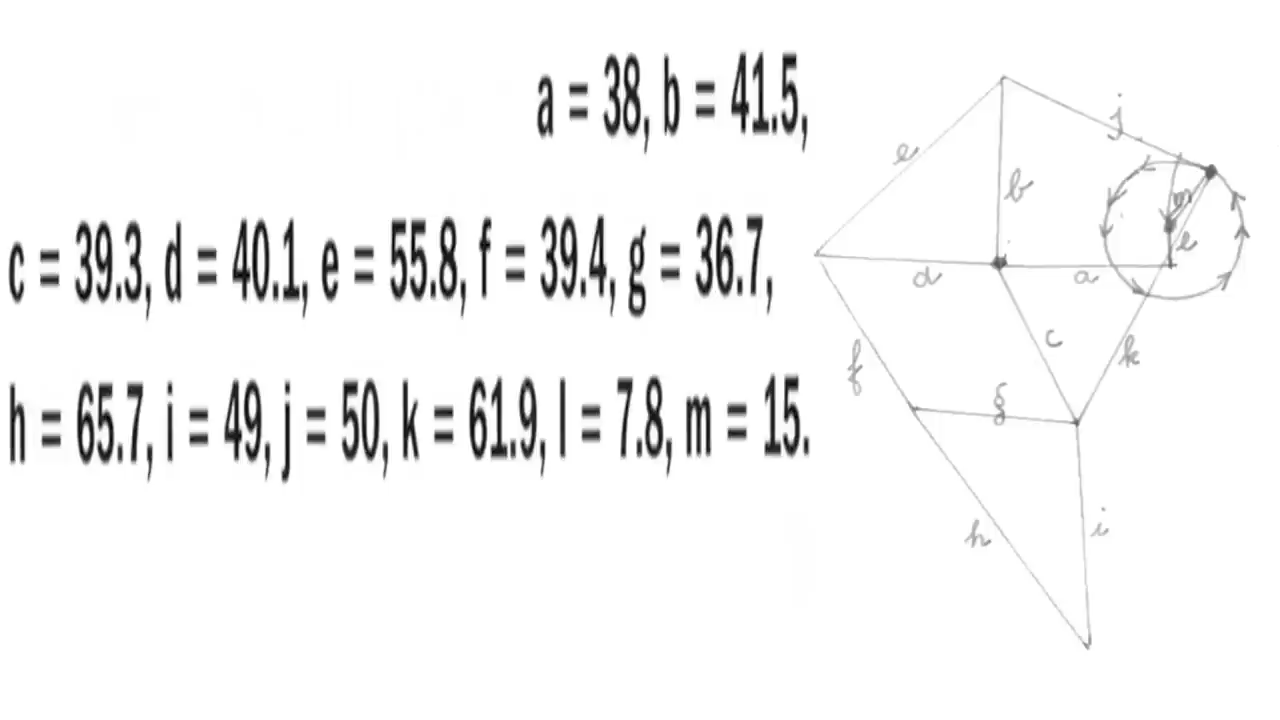 a = 38, b = 41.5,
c = 39.3, d = 40.1, e = 55.8, f = 39.4, g = 36.7,
h = 65.7, i = 49, j = 50, k = 61.9, l = 7.8, m = 15.
j
e
b
m
e
d
a
c
k
f
g
h
i